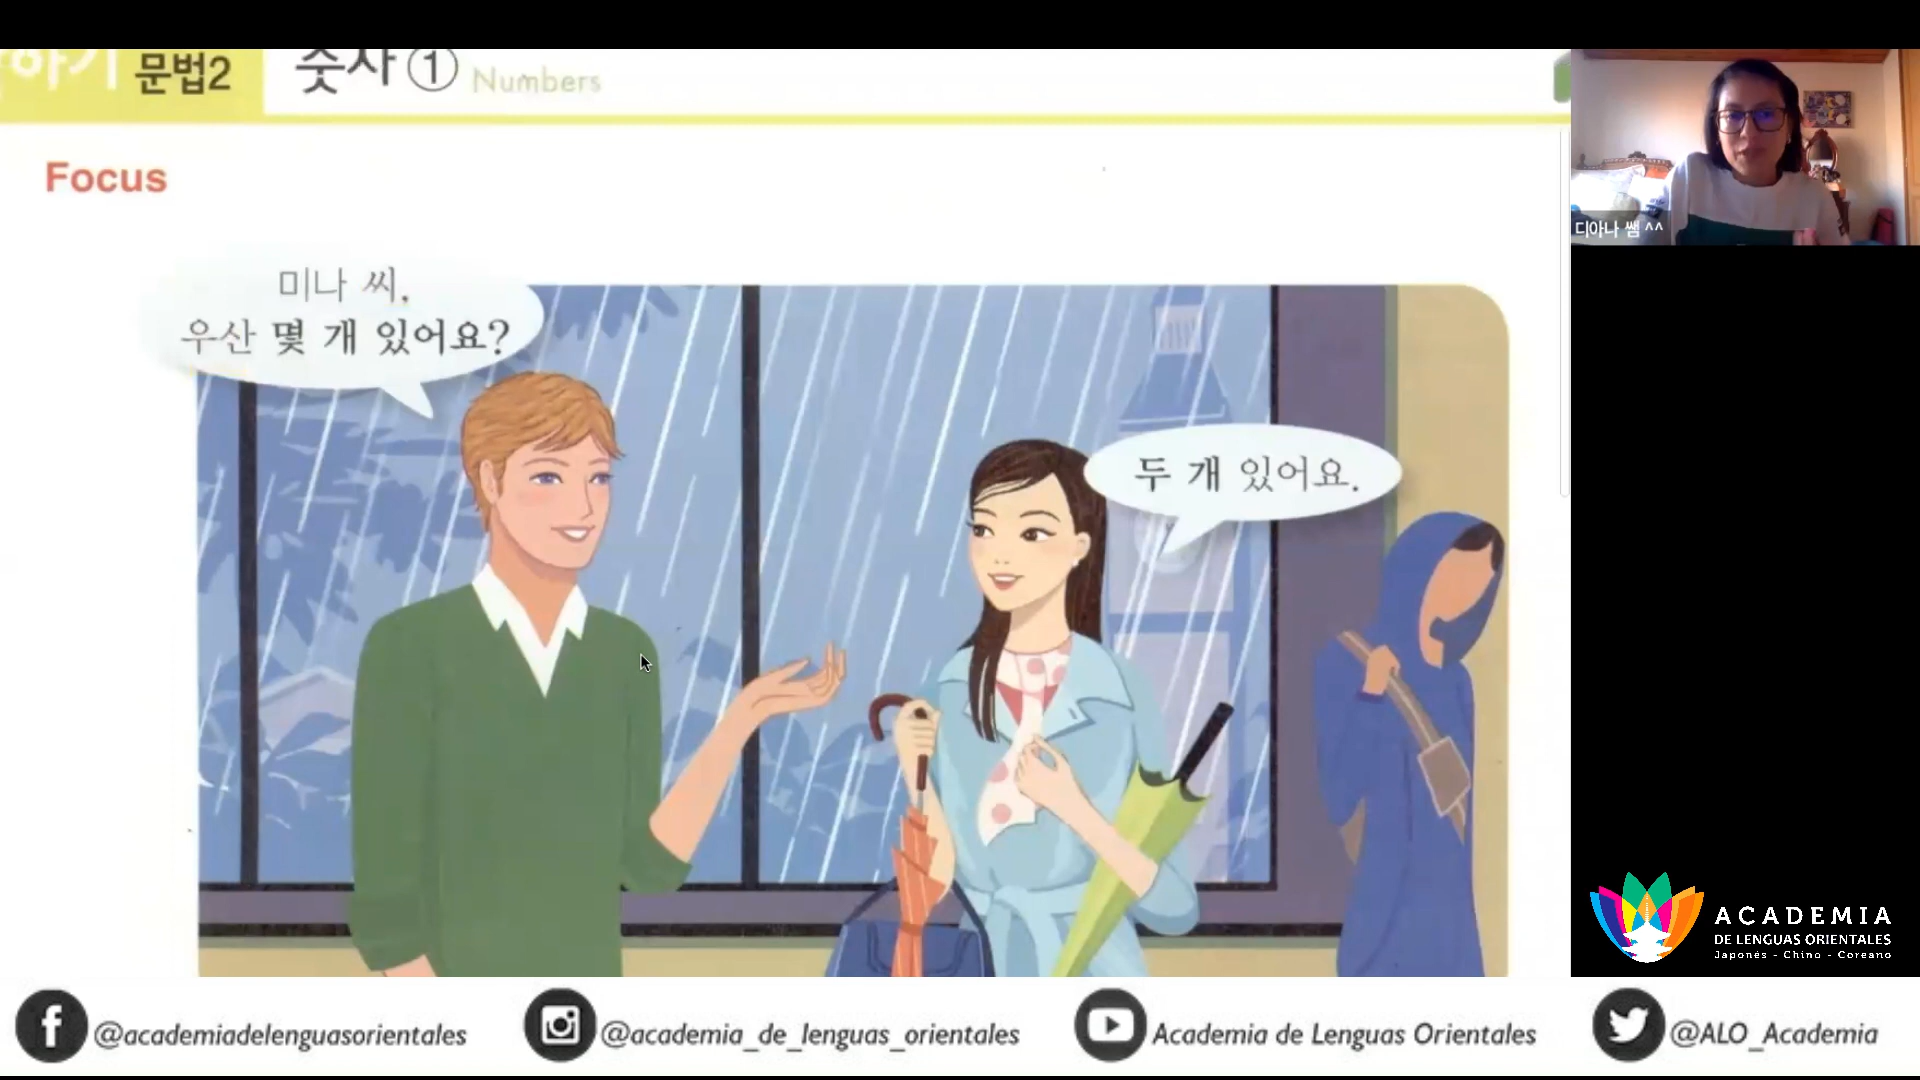 문법2 숫사 ① Numbers
Focus
미나 씨.
우산 몇 개 있어요?
두 개 있어요.
디아나 쌤 ^^
ACADEMIA
DE LENGUAS ORIENTALES
Japonés - Chino - Coreano
@academiadelenguasorientales
@academia_de_lenguas_orientales
Academia de Lenguas Orientales
@ALO_Academia